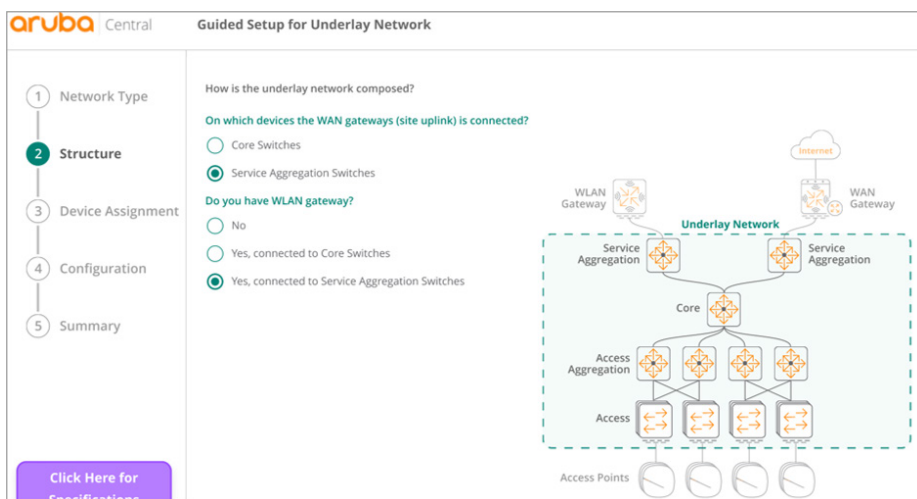 aruba Central
Guided Setup for Underlay Network
1 Network Type
2 Structure
3 Device Assignment
4 Configuration
5 Summary
Click Here for
Specifications
How is the underlay network composed?
On which devices the WAN gateways (site uplink) is connected?
Core Switches
Service Aggregation Switches
Do you have WLAN gateway?
No
Yes, connected to Core Switches
Yes, connected to Service Aggregation Switches
Internet
WLAN
Gateway
WAN
Gateway
Underlay Network
Service
Aggregation
Service
Aggregation
Core
Access
Aggregation
Access
Access Points